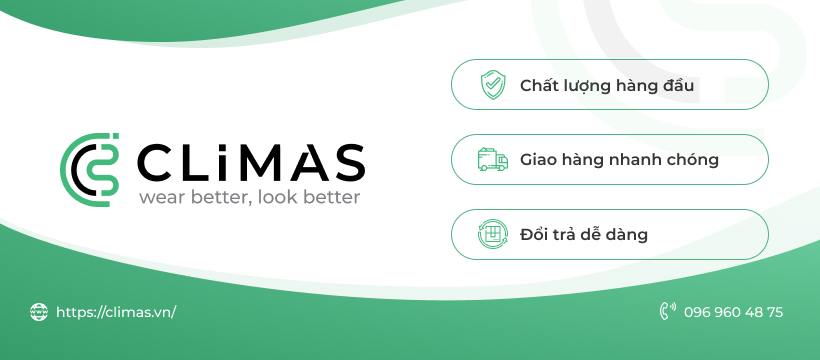 CLiMAS
wear better, look better
Chất lượng hàng đầu
Giao hàng nhanh chóng
Đổi trả dễ dàng
www
https://climas.vn/
096 960 48 75